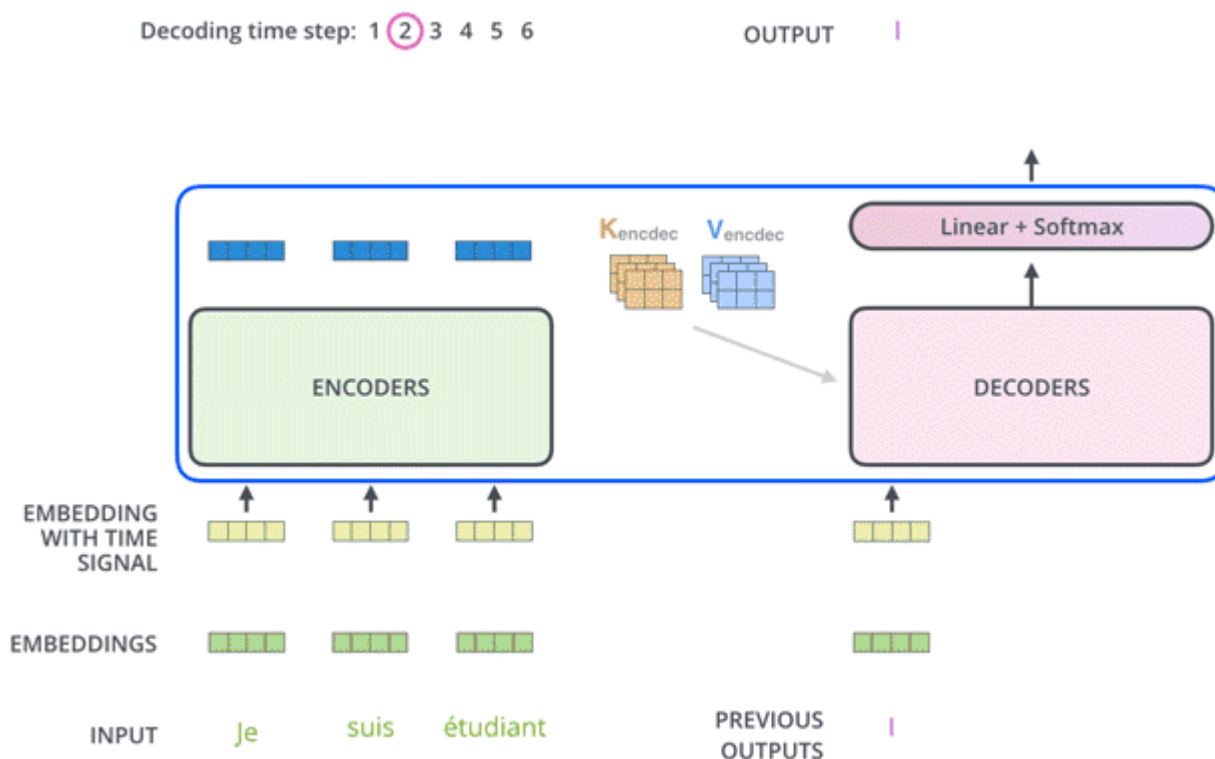 Decoding time step: 1 2 3 4 5 6
OUTPUT I
Kencdec Vencdec
Linear + Softmax
ENCODERS
DECODERS
EMBEDDING
WITH TIME
SIGNAL
EMBEDDINGS
INPUT Je suis étudiant
PREVIOUS
OUTPUTS
I